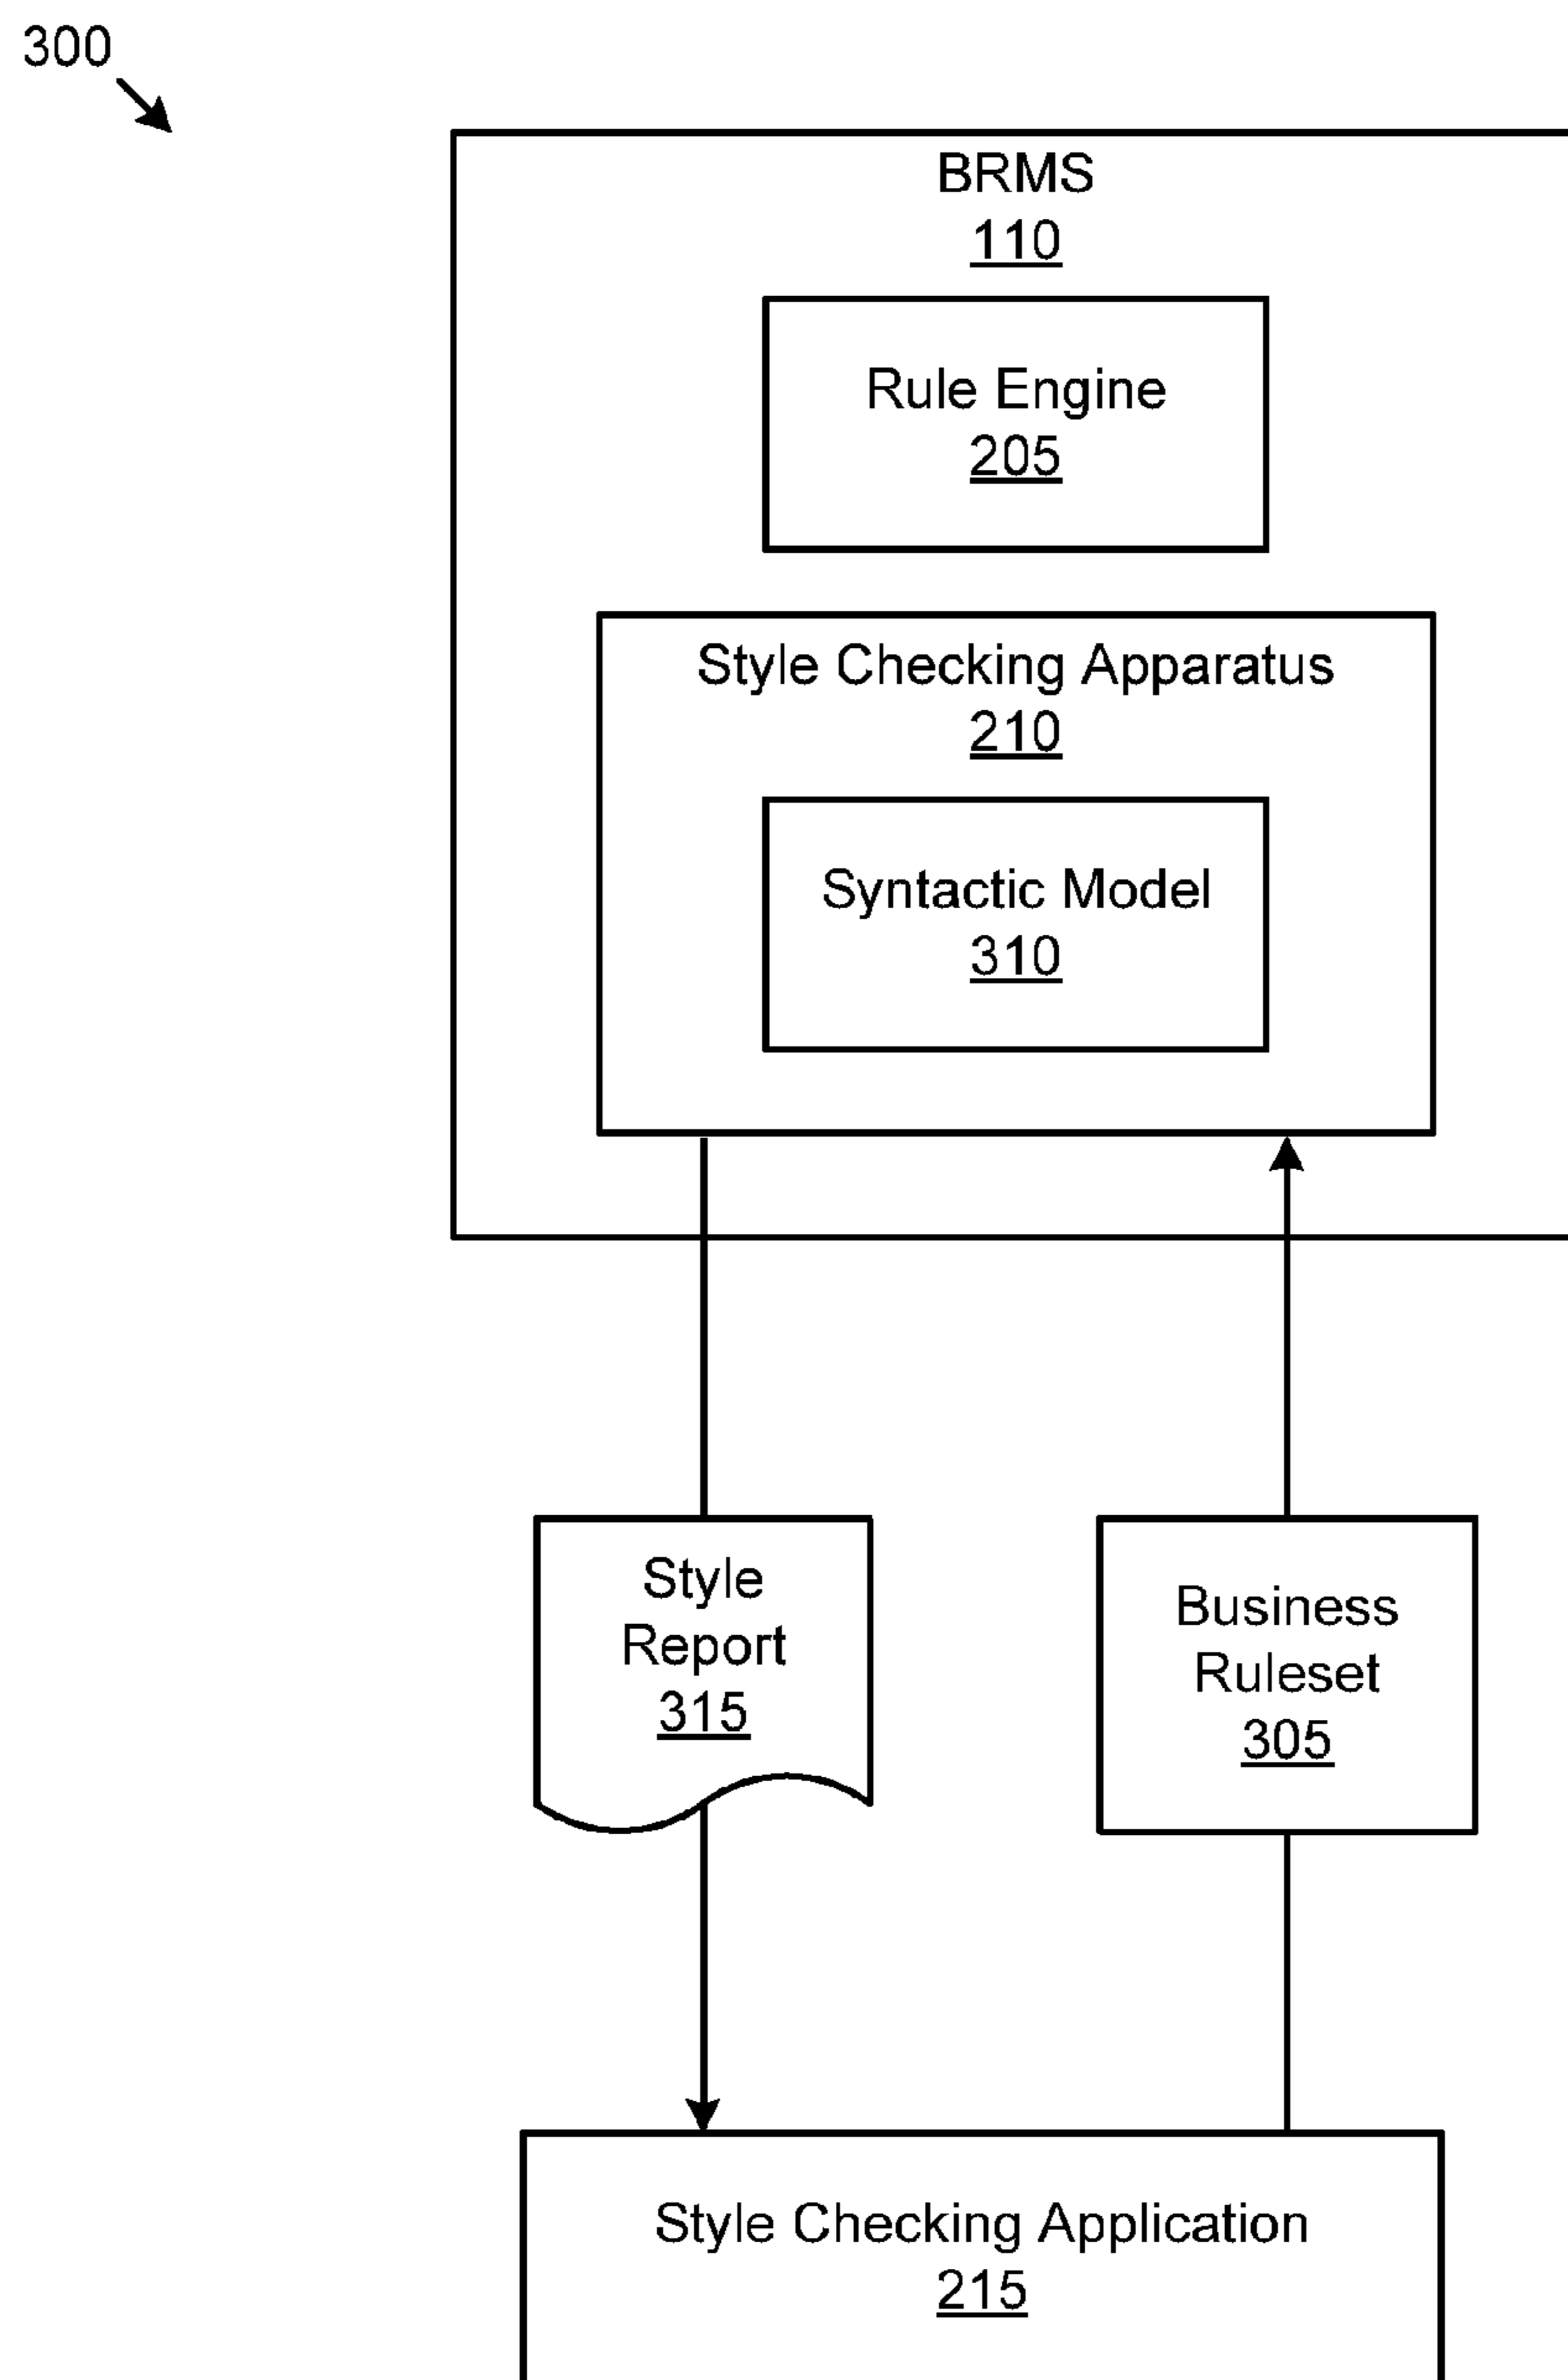 300
BRMS
110
Rule Engine
205
Style Checking Apparatus
210
Syntactic Model
310
Style
Report
315
Business
Ruleset
305
Style Checking Application
215